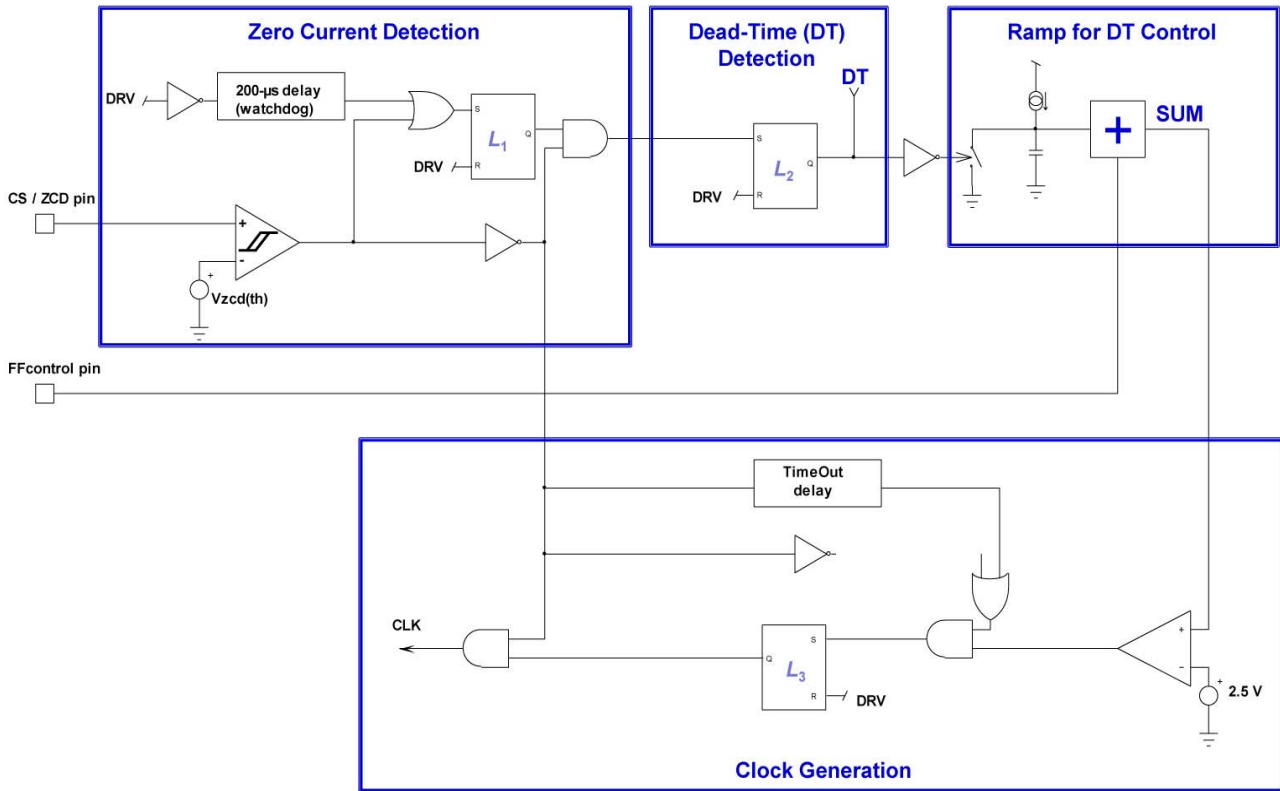 Zero Current Detection
Dead-Time (DT)
Detection
Ramp for DT Control
DRV
200-µs delay
(watchdog)
S
Q
L1
R
DRV
DT
S
Q
L2
R
DRV
+
SUM
CS / ZCD pin
+
-
+
Vzcd(th)
FFcontrol pin
TimeOut
delay
CLK
S
Q
L3
R
DRV
+
-
+
2.5 V
Clock Generation